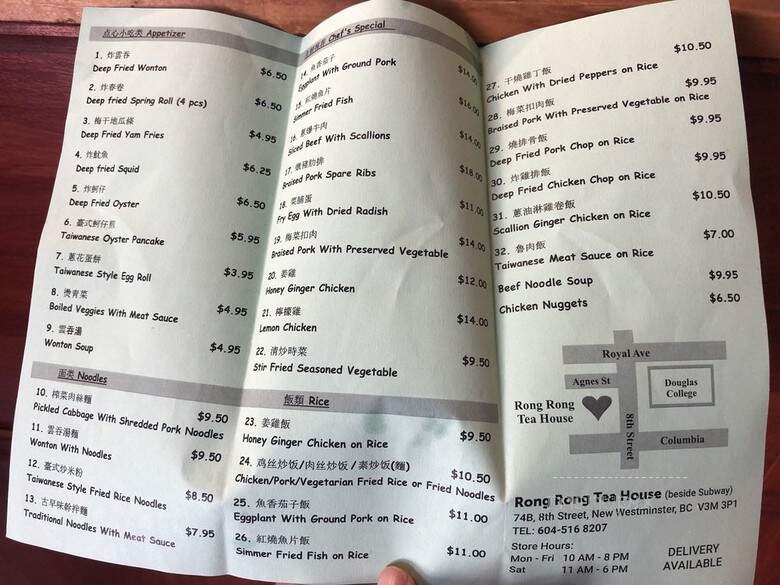 点心小吃类 Appetizer
1. 炸雲吞
Deep Fried Wonton $6.50
2. 炸春卷
Deep fried Spring Roll (4 pcs) $6.50
3. 梅干地瓜條
Deep Fried Yam Fries $4.95
4. 炸魷魚
Deep fried Squid $6.25
5. 炸蚵仔
Deep Fried Oyster $6.50
6. 臺式蚵仔煎
Taiwanese Oyster Pancake $5.95
7. 蔥花蛋餅
Taiwanese Style Egg Roll $3.95
8. 燙青菜
Boiled Veggies With Meat Sauce $4.95
9. 雲吞湯
Wonton Soup $4.95
面类 Noodles
10. 榨菜肉絲麵
Pickled Cabbage With Shredded Pork Noodles $9.50
11. 雲吞湯麵
Wonton With Noodles $9.50
12. 臺式炒米粉
Taiwanese Style Fried Rice Noodles $8.50
13. 古早味幹拌麵
Traditional Noodles With Meat Sauce $7.95
Chef's Special
14. 魚香茄子
Eggplant With Ground Pork $14.00
15. 紅燒魚片
Simmer Fried Fish $16.00
16. 蔥爆牛肉
Sliced Beef With Scallions $14.00
17. 燒豬肋排
Braised Pork Spare Ribs $18.00
18. 菜脯蛋
Fry Egg With Dried Radish $11.00
19. 梅菜扣肉
Braised Pork With Preserved Vegetable $14.00
20. 姜雞
Honey Ginger Chicken $12.00
21. 檸檬雞
Lemon Chicken $14.00
22. 清炒時菜
Stir Fried Seasoned Vegetable $9.50
飯類 Rice
23. 姜雞飯
Honey Ginger Chicken on Rice $9.50
24. 鸡丝炒饭/肉丝炒饭/素炒饭(麵)
Chicken/Pork/Vegetarian Fried Rice or Fried Noodles $10.50
25. 魚香茄子飯
Eggplant With Ground Pork on Rice $11.00
26. 紅燒魚片飯
Simmer Fried Fish on Rice $11.00
27. 干燒雞丁飯
Chicken With Dried Peppers on Rice $10.50
28. 梅菜扣肉飯
Braised Pork With Preserved Vegetable on Rice $9.95
29. 燒排骨飯
Deep Fried Pork Chop on Rice $9.95
30. 炸雞排飯
Deep Fried Chicken Chop on Rice $9.95
31. 蔥油淋雞卷飯
Scallion Ginger Chicken on Rice $10.50
32. 魯肉飯
Taiwanese Meat Sauce on Rice $7.00
Beef Noodle Soup $9.95
Chicken Nuggets $6.50
Royal Ave
Agnes St
Douglas
College
Rong Rong
Tea House
8th Street
Columbia
Rong Rong Tea House (beside Subway)
74B, 8th Street, New Westminster, BC V3M 3P1
TEL: 604-516 8207
Store Hours:
Mon - Fri 10 AM - 8 PM
Sat 11 AM - 6 PM
DELIVERY
AVAILABLE